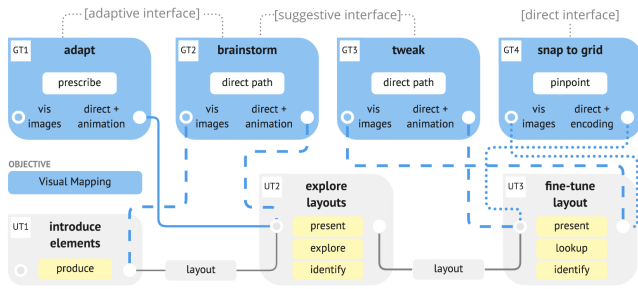 [adaptive interface]
[suggestive interface]
[direct interface]
GT1
adapt
prescribe
vis images
direct + animation
GT2
brainstorm
direct path
vis images
direct + animation
GT3
tweak
direct path
vis images
direct + animation
GT4
snap to grid
pinpoint
vis images
direct + encoding
OBJECTIVE
Visual Mapping
UT1
introduce
elements
produce
layout
UT2
explore
layouts
present
explore
identify
layout
UT3
fine-tune
layout
present
lookup
identify